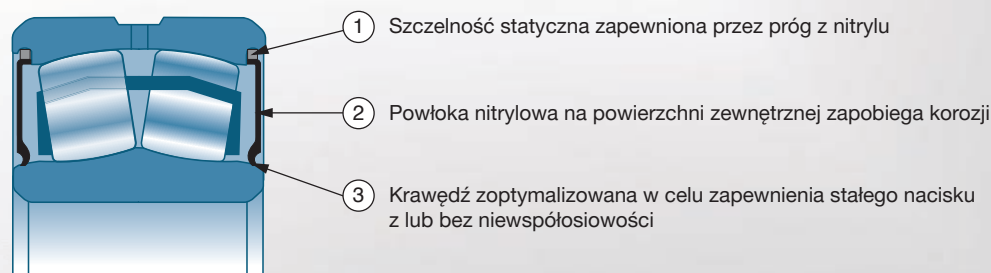 1 Szczelność statyczna zapewniona przez próg z nitrylu
2 Powłoka nitrylowa na powierzchni zewnętrznej zapobiega korozji
3 Krawędź zoptymalizowana w celu zapewnienia stałego nacisku
z lub bez niewspółosiowości